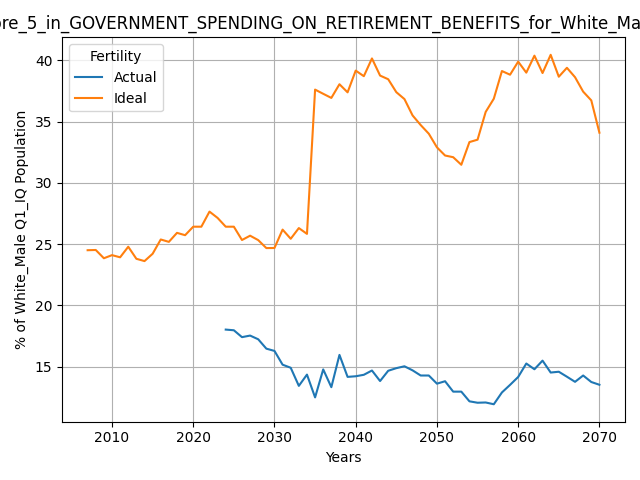 ore_5_in_GOVERNMENT_SPENDING_ON_RETIREMENT_BENEFITS_for_White_Ma
Fertility
Actual
Ideal
% of White_Male Q1_IQ Population
40
35
30
25
20
15
2010 2020 2030 2040 2050 2060 2070
Years